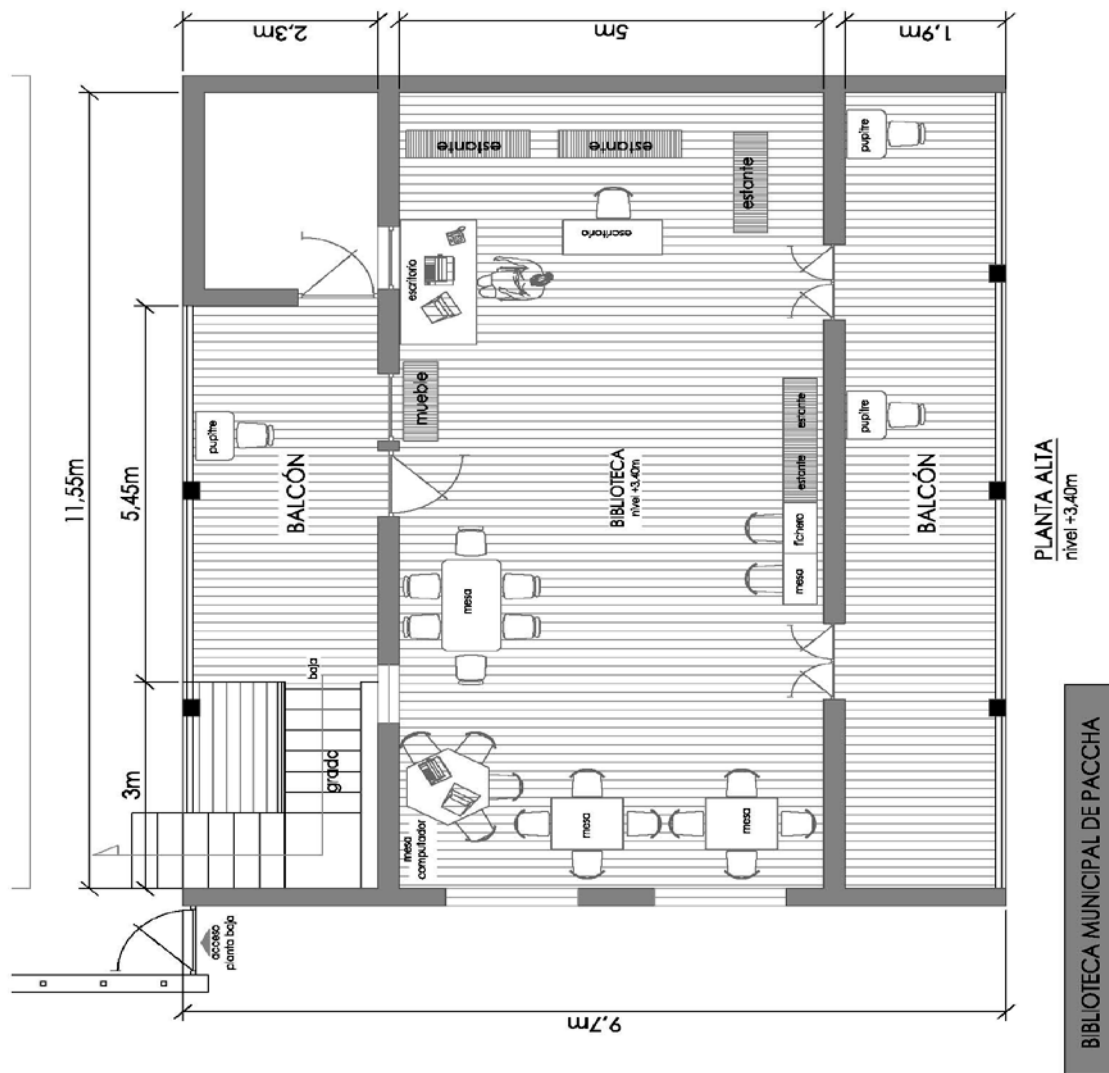 2,3m
5m
1,9m
11,55m
5,45m
3m
9,7m
estante
estante
estante
pupitre
escritorio
escritorio
mueble
pupitre
BALCÓN
BIBLIOTECA
nivel +3,40m
estante
estante
fichero
mesa
pupitre
BALCÓN
mesa
baja
grada
mesa
computador
mesa
mesa
acceso
planta baja
PLANTA ALTA
nivel +3,40m
BIBLIOTECA MUNICIPAL DE PACCHA